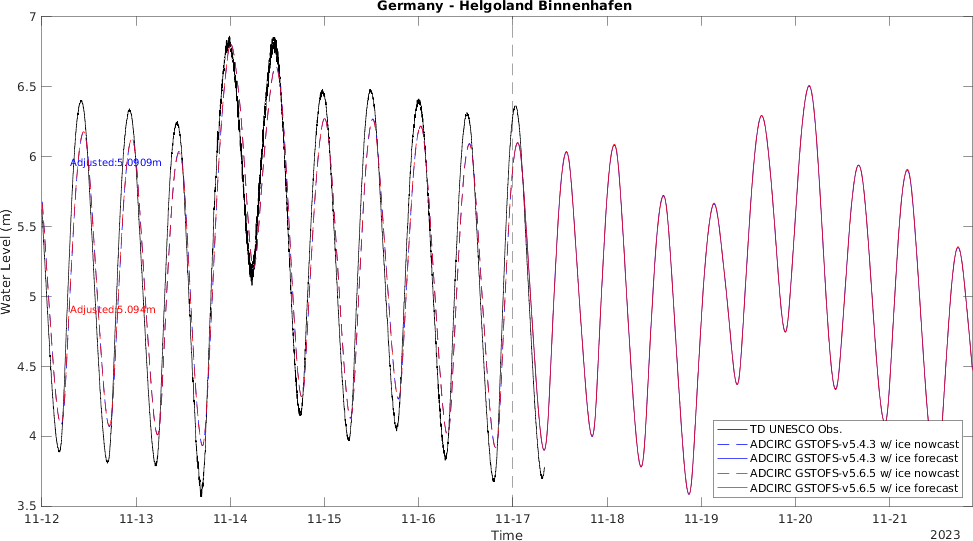 Germany - Helgoland Binnenhafen
7
6.5
6
5.5
5
4.5
4
3.5
Water Level (m)
Adjusted:5.0909m
Adjusted:5.094m
TD UNESCO Obs.
ADCIRC GSTOFS-v5.4.3 w/ ice nowcast
ADCIRC GSTOFS-v5.4.3 w/ ice forecast
ADCIRC GSTOFS-v5.6.5 w/ ice nowcast
ADCIRC GSTOFS-v5.6.5 w/ ice forecast
11-12 11-13 11-14 11-15 11-16 11-17 11-18 11-19 11-20 11-21
Time
2023